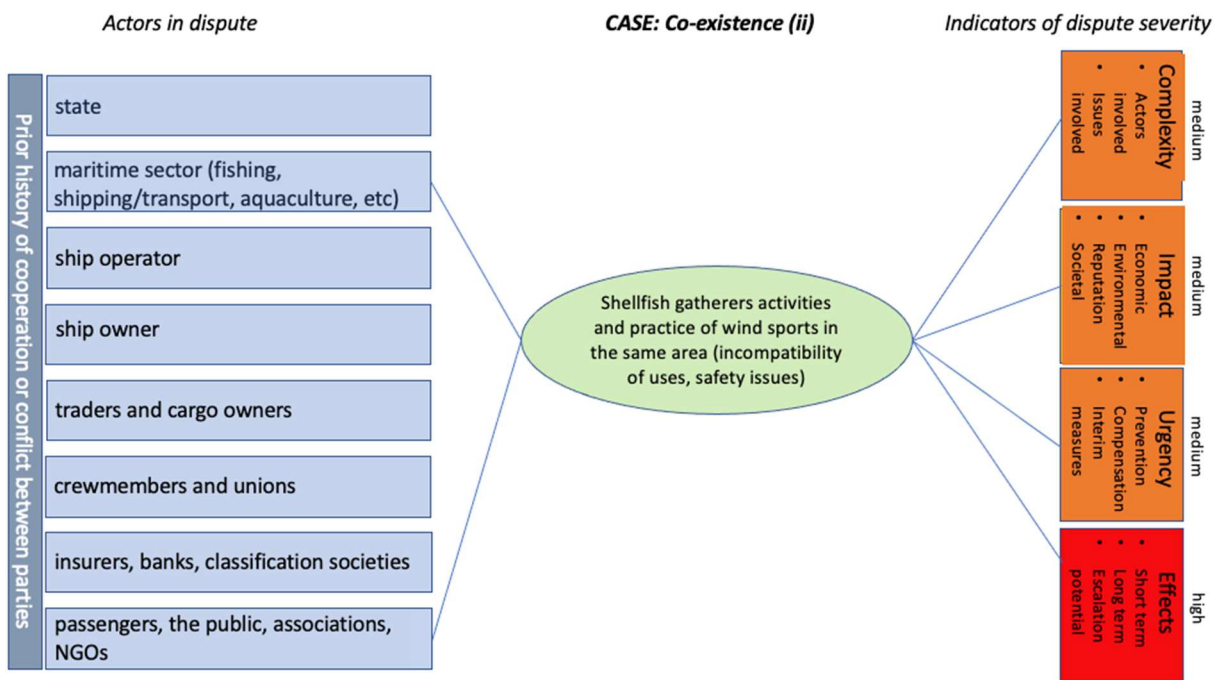 Actors in dispute
CASE: Co-existence (ii)
Indicators of dispute severity
Prior history of cooperation or conflict between parties
state
maritime sector (fishing,
shipping/transport, aquaculture, etc)
ship operator
ship owner
traders and cargo owners
crewmembers and unions
insurers, banks, classification societies
passengers, the public, associations,
NGOs
Shellfish gatherers activities
and practice of wind sports in
the same area (incompatibility
of uses, safety issues)
medium
Complexity
• Actors
involved
• Issues
involved
medium
Impact
• Economic
• Environmental
• Reputation
• Societal
medium
Urgency
• Prevention
• Compensation
• Interim
measures
high
Effects
• Short term
• Long term
• Escalation
potential